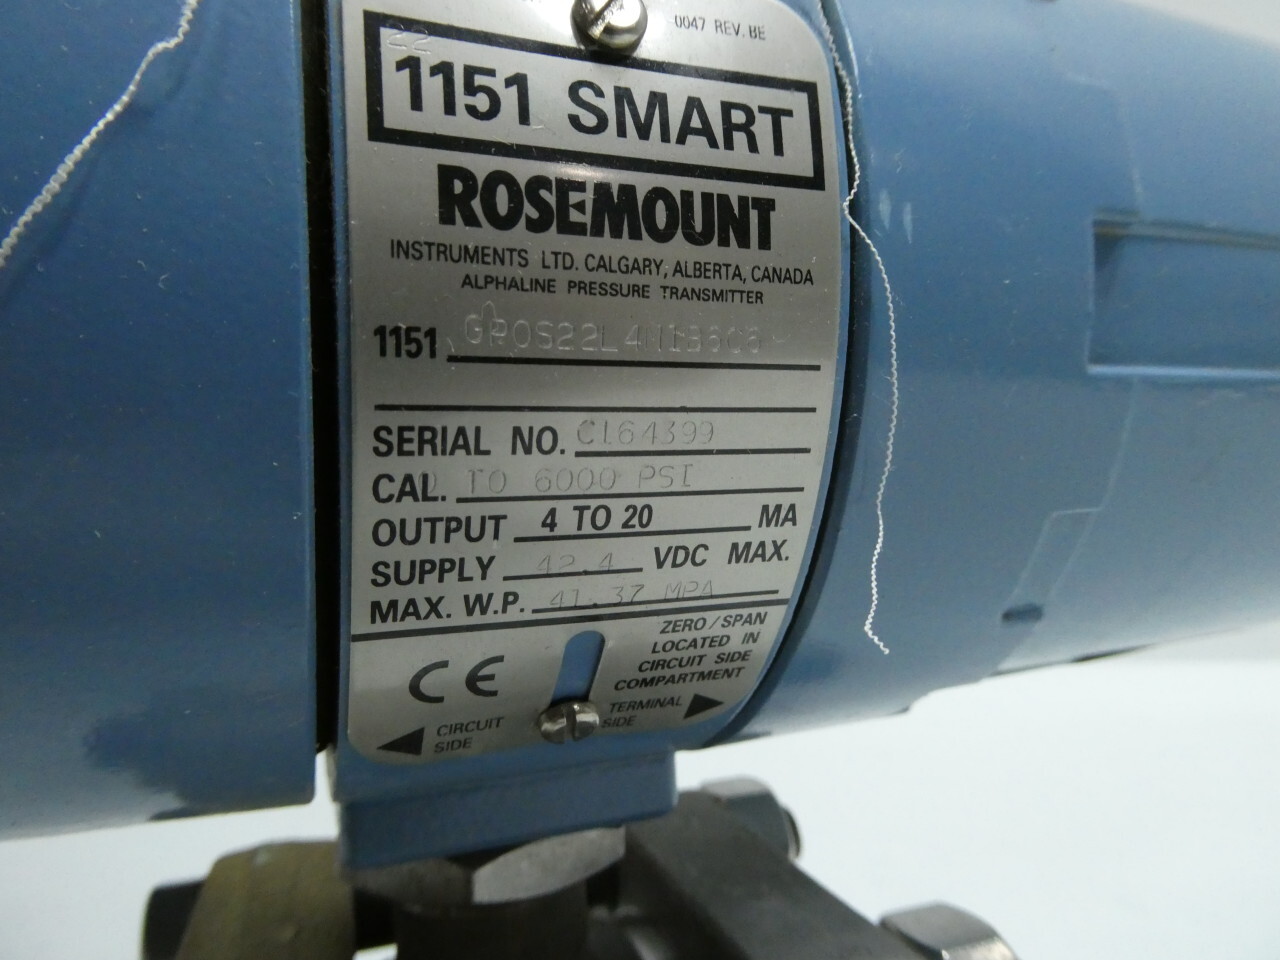 0047 REV. BE
22
1151 SMART
ROSEMOUNT
INSTRUMENTS LTD. CALGARY, ALBERTA, CANADA
ALPHALINE PRESSURE TRANSMITTER
1151
SERIAL NO. C164399
CAL. 0 TO 6000 PSI
OUTPUT 4 TO 20 MA
SUPPLY 42.4 VDC MAX.
MAX. W.P. 41.37 MPA
ZERO/SPAN
LOCATED IN
CIRCUIT SIDE
COMPARTMENT
CE
CIRCUIT
SIDE
TERMINAL
SIDE